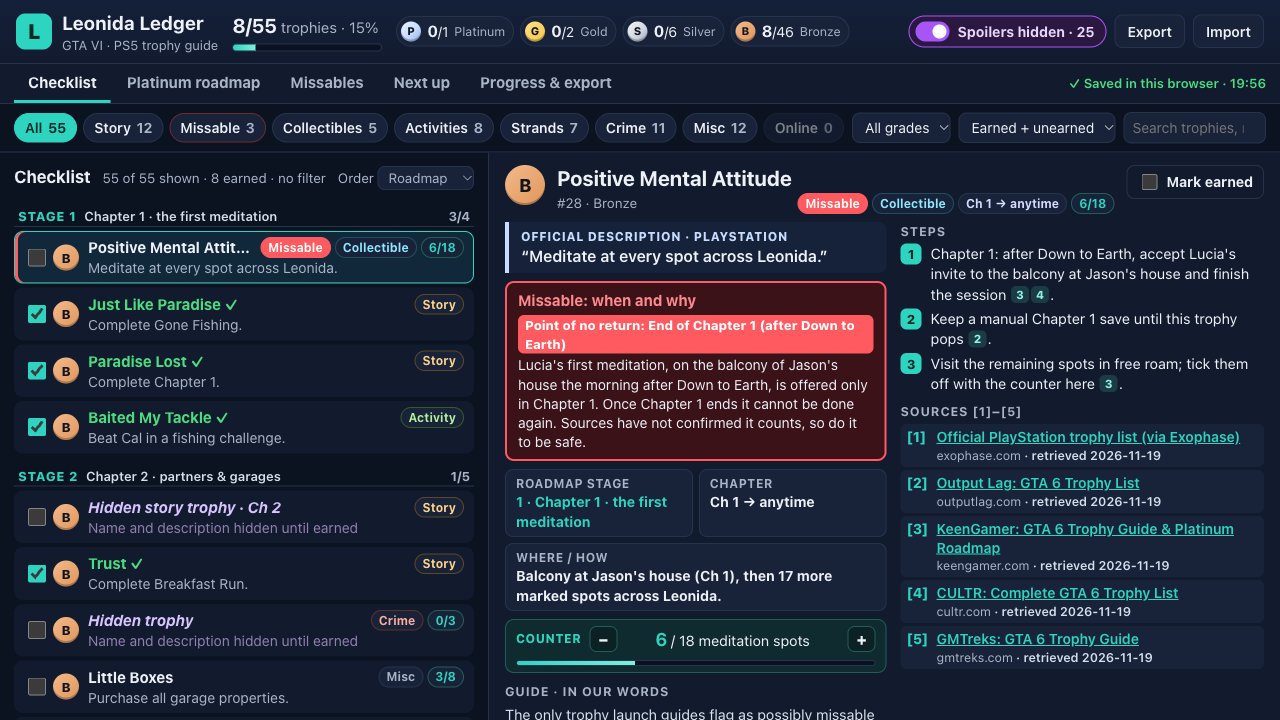 L
Leonida Ledger
GTA VI · PS5 trophy guide
8/55 trophies · 15%
P 0/1 Platinum
G 0/2 Gold
S 0/6 Silver
B 8/46 Bronze
Spoilers hidden · 25
Export
Import
Checklist
Platinum roadmap
Missables
Next up
Progress & export
✓ Saved in this browser · 19:56
All 55
Story 12
Missable 3
Collectibles 5
Activities 8
Strands 7
Crime 11
Misc 12
Online 0
All grades
Earned + unearned
Search trophies,
Checklist 55 of 55 shown · 8 earned · no filter Order Roadmap
STAGE 1 Chapter 1 · the first meditation 3/4
B Positive Mental Attit... Missable Collectible 6/18
Meditate at every spot across Leonida.
B Just Like Paradise ✓ Story
Complete Gone Fishing.
B Paradise Lost ✓ Story
Complete Chapter 1.
B Baited My Tackle ✓ Activity
Beat Cal in a fishing challenge.
STAGE 2 Chapter 2 · partners & garages 1/5
B Hidden story trophy · Ch 2 Story
Name and description hidden until earned
B Trust ✓ Story
Complete Breakfast Run.
B Hidden trophy Crime 0/3
Name and description hidden until earned
B Little Boxes Misc 3/8
Purchase all garage properties.
B Positive Mental Attitude
#28 · Bronze
Missable Collectible Ch 1 → anytime 6/18
Mark earned
OFFICIAL DESCRIPTION · PLAYSTATION
“Meditate at every spot across Leonida.”
Missable: when and why
Point of no return: End of Chapter 1 (after Down to
Earth)
Lucia's first meditation, on the balcony of Jason's
house the morning after Down to Earth, is offered only
in Chapter 1. Once Chapter 1 ends it cannot be done
again. Sources have not confirmed it counts, so do it
to be safe.
ROADMAP STAGE
1 · Chapter 1 · the first
meditation
CHAPTER
Ch 1 → anytime
WHERE / HOW
Balcony at Jason's house (Ch 1), then 17 more
marked spots across Leonida.
COUNTER − 6 / 18 meditation spots +
GUIDE · IN OUR WORDS
The only trophy launch guides flag as possibly missable
STEPS
1 Chapter 1: after Down to Earth, accept Lucia's
invite to the balcony at Jason's house and finish
the session 3 4 .
2 Keep a manual Chapter 1 save until this trophy
pops 2 .
3 Visit the remaining spots in free roam; tick them
off with the counter here 3 .
SOURCES [1]–[5]
[1] Official PlayStation trophy list (via Exophase)
exophase.com · retrieved 2026-11-19
[2] Output Lag: GTA 6 Trophy List
outputlag.com · retrieved 2026-11-19
[3] KeenGamer: GTA 6 Trophy Guide & Platinum
Roadmap
keengamer.com · retrieved 2026-11-19
[4] CULTR: Complete GTA 6 Trophy List
cultr.com · retrieved 2026-11-19
[5] GMTreks: GTA 6 Trophy Guide
gmtreks.com · retrieved 2026-11-19